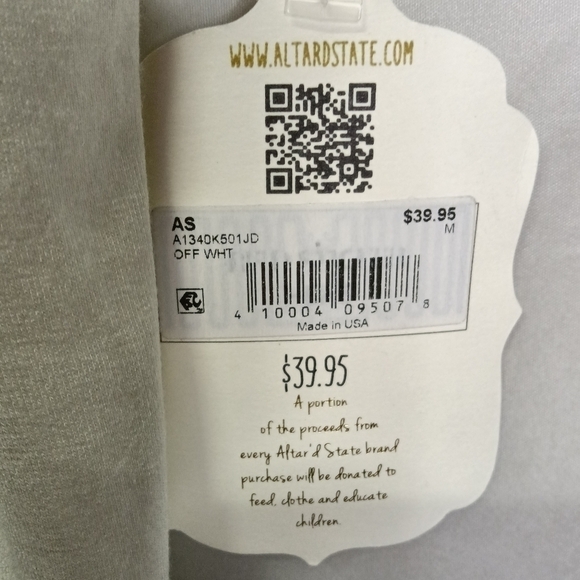 WWW.ALTARDSTATE.COM
AS
$39.95
A1340K501JD
M
OFF WHT
4 10004 09507 8
Made in USA
$39.95
A portion
of the proceeds from
every Altar'd State brand
purchase will be donated to
feed, clothe and educate
children.